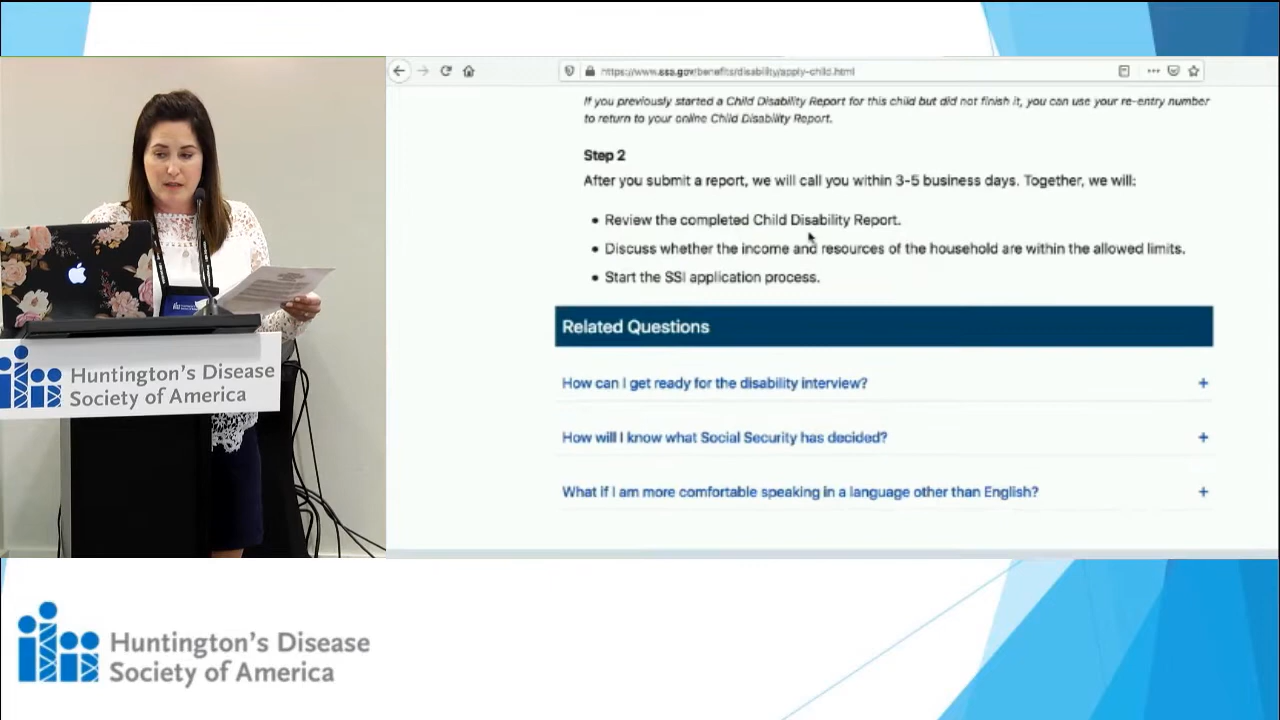 https://www.ssa.gov/benefits/disability/apply-child.html
If you previously started a Child Disability Report for this child but did not finish it, you can use your re-entry number
to return to your online Child Disability Report.
Step 2
After you submit a report, we will call you within 3-5 business days. Together, we will:
• Review the completed Child Disability Report.
• Discuss whether the income and resources of the household are within the allowed limits.
• Start the SSI application process.
Related Questions
How can I get ready for the disability interview? +
How will I know what Social Security has decided? +
What if I am more comfortable speaking in a language other than English? +
Huntington's Disease
Society of America
Huntington's Disease
Society of America